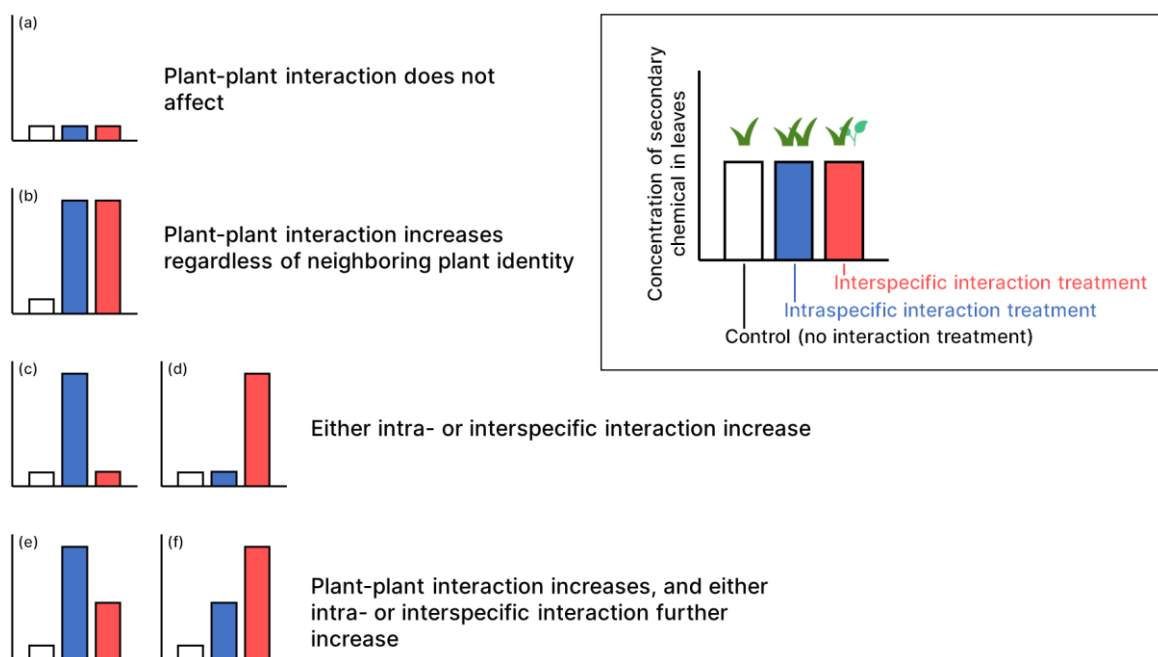 (a)
Plant-plant interaction does not
affect
(b)
Plant-plant interaction increases
regardless of neighboring plant identity
(c)
(d)
Either intra- or interspecific interaction increase
(e)
(f)
Plant-plant interaction increases, and either
intra- or interspecific interaction further
increase
Concentration of secondary
chemical in leaves
Interspecific interaction treatment
Intraspecific interaction treatment
Control (no interaction treatment)